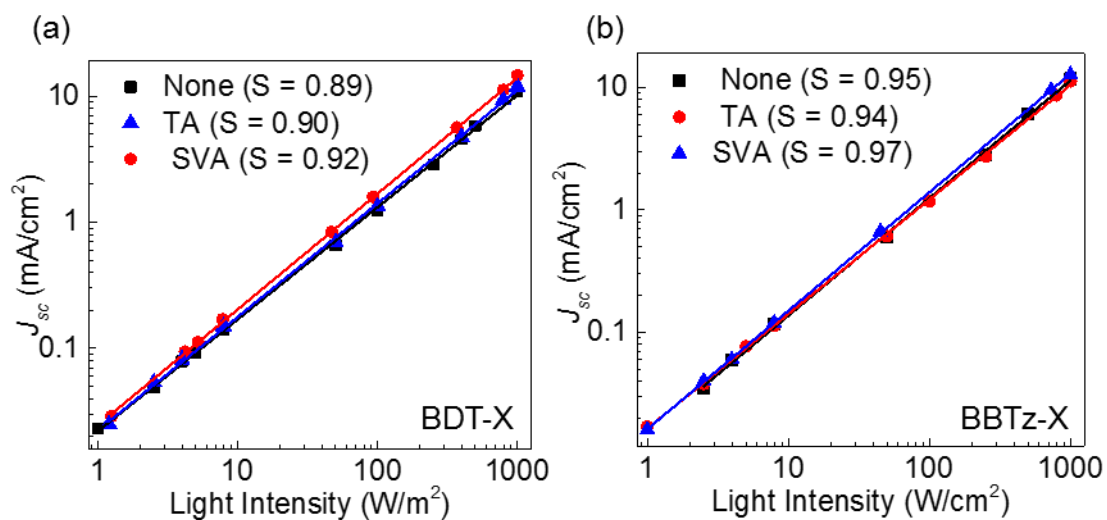 (a)
None (S = 0.89)
TA (S = 0.90)
SVA (S = 0.92)
10
1
0.1
J_sc (mA/cm²)
BDT-X
1 10 100 1000
Light Intensity (W/m²)
(b)
None (S = 0.95)
TA (S = 0.94)
SVA (S = 0.97)
10
1
0.1
J_sc (mA/cm²)
BBTz-X
1 10 100 1000
Light Intensity (W/cm²)